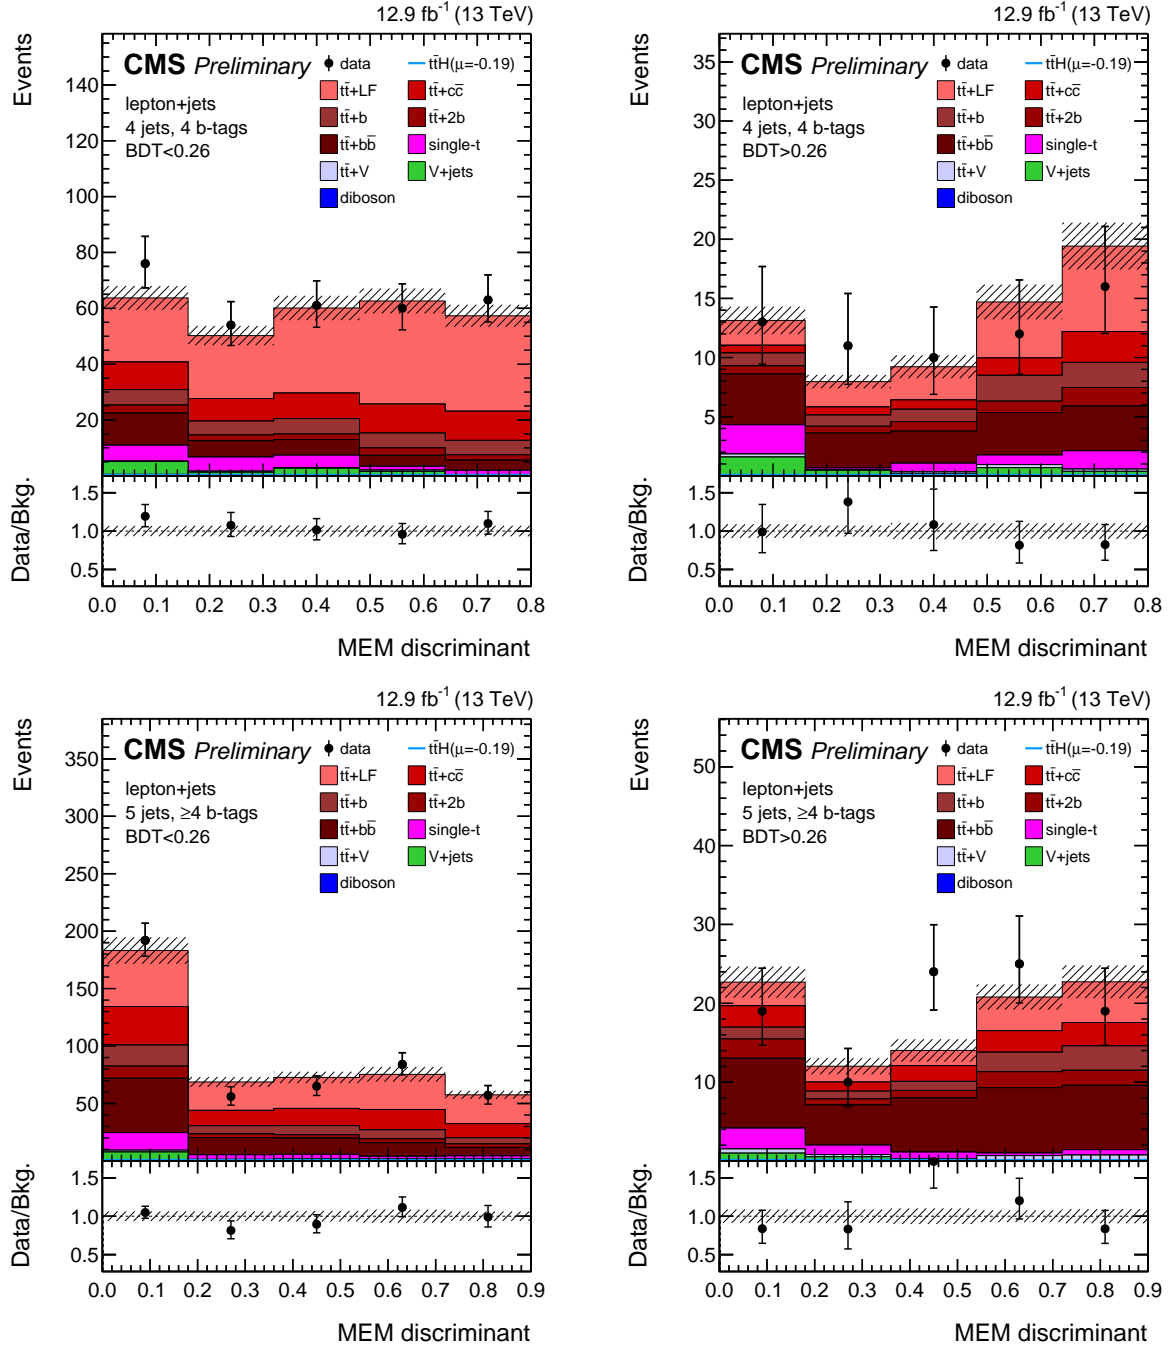 12.9 fb⁻¹ (13 TeV)
Events
CMS Preliminary
lepton+jets
4 jets, 4 b-tags
BDT<0.26
data
tt̄H(μ=-0.19)
tt̄+LF
tt̄+cc̄
tt̄+b
tt̄+2b
tt̄+bb̄
single-t
tt̄+V
V+jets
diboson
140
120
100
80
60
40
20
Data/Bkg.
1.5
1.0
0.5
0.0 0.1 0.2 0.3 0.4 0.5 0.6 0.7 0.8
MEM discriminant
12.9 fb⁻¹ (13 TeV)
Events
CMS Preliminary
lepton+jets
4 jets, 4 b-tags
BDT>0.26
data
tt̄H(μ=-0.19)
tt̄+LF
tt̄+cc̄
tt̄+b
tt̄+2b
tt̄+bb̄
single-t
tt̄+V
V+jets
diboson
35
30
25
20
15
10
5
Data/Bkg.
1.5
1.0
0.5
0.0 0.1 0.2 0.3 0.4 0.5 0.6 0.7 0.8
MEM discriminant
12.9 fb⁻¹ (13 TeV)
Events
CMS Preliminary
lepton+jets
5 jets, ≥4 b-tags
BDT<0.26
data
tt̄H(μ=-0.19)
tt̄+LF
tt̄+cc̄
tt̄+b
tt̄+2b
tt̄+bb̄
single-t
tt̄+V
V+jets
diboson
350
300
250
200
150
100
50
Data/Bkg.
1.5
1.0
0.5
0.0 0.1 0.2 0.3 0.4 0.5 0.6 0.7 0.8 0.9
MEM discriminant
12.9 fb⁻¹ (13 TeV)
Events
CMS Preliminary
lepton+jets
5 jets, ≥4 b-tags
BDT>0.26
data
tt̄H(μ=-0.19)
tt̄+LF
tt̄+cc̄
tt̄+b
tt̄+2b
tt̄+bb̄
single-t
tt̄+V
V+jets
diboson
50
40
30
20
10
Data/Bkg.
1.5
1.0
0.5
0.0 0.1 0.2 0.3 0.4 0.5 0.6 0.7 0.8 0.9
MEM discriminant